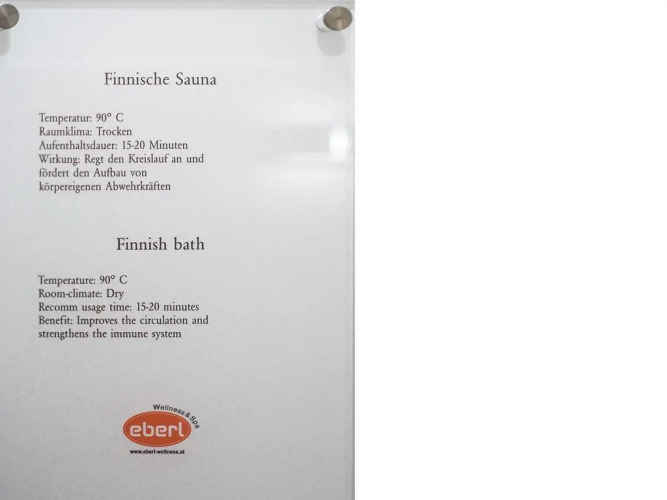 Finnische Sauna
Temperatur: 90° C
Raumklima: Trocken
Aufenthaltsdauer: 15-20 Minuten
Wirkung: Regt den Kreislauf an und
fördert den Aufbau von
körpereigenen Abwehrkräften
Finnish bath
Temperature: 90° C
Room-climate: Dry
Recomm usage time: 15-20 minutes
Benefit: Improves the circulation and
strengthens the immune system
Wellness & Spa
eberl
www.eberl-wellness.at